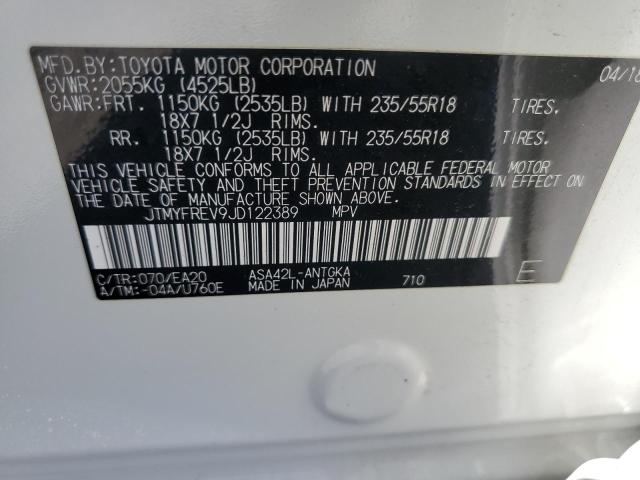 MFD.BY:TOYOTA MOTOR CORPORATION 04/18
GVWR:2055KG (4525LB)
GAWR:FRT. 1150KG (2535LB) WITH 235/55R18 TIRES.
18X7 1/2J RIMS.
RR. 1150KG (2535LB) WITH 235/55R18 TIRES.
18X7 1/2J RIMS.
THIS VEHICLE CONFORMS TO ALL APPLICABLE FEDERAL MOTOR
VEHICLE SAFETY AND THEFT PREVENTION STANDARDS IN EFFECT ON
THE DATE OF MANUFACTURE SHOWN ABOVE.
JTMYFREV9JD122389 MPV
C/TR:070/EA20 ASA42L-ANTGKA 710 E
A/TM:-04A/U760E MADE IN JAPAN